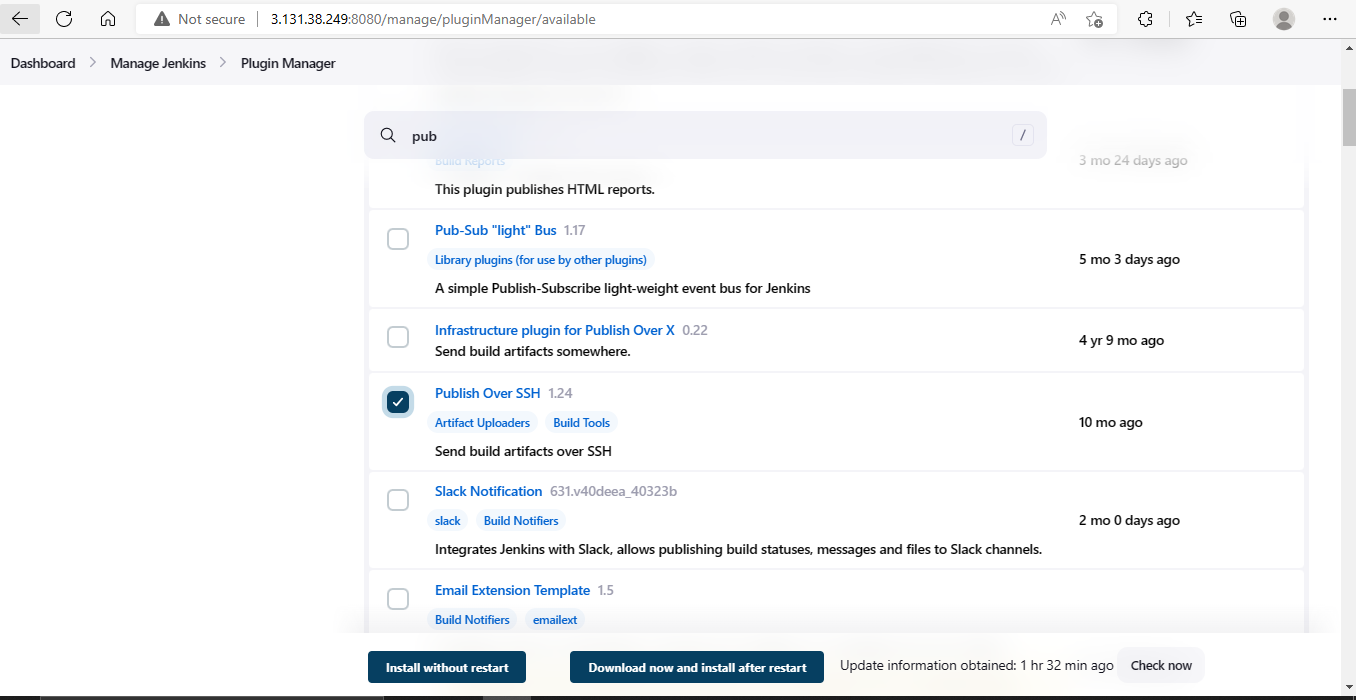 Not secure 3.131.38.249:8080/manage/pluginManager/available
Dashboard Manage Jenkins Plugin Manager
pub /
Build Reports
3 mo 24 days ago
This plugin publishes HTML reports.
Pub-Sub "light" Bus 1.17
Library plugins (for use by other plugins)
5 mo 3 days ago
A simple Publish-Subscribe light-weight event bus for Jenkins
Infrastructure plugin for Publish Over X 0.22
4 yr 9 mo ago
Send build artifacts somewhere.
Publish Over SSH 1.24
Artifact Uploaders Build Tools
10 mo ago
Send build artifacts over SSH
Slack Notification 631.v40deea_40323b
slack Build Notifiers
2 mo 0 days ago
Integrates Jenkins with Slack, allows publishing build statuses, messages and files to Slack channels.
Email Extension Template 1.5
Build Notifiers emailext
Install without restart Download now and install after restart Update information obtained: 1 hr 32 min ago Check now